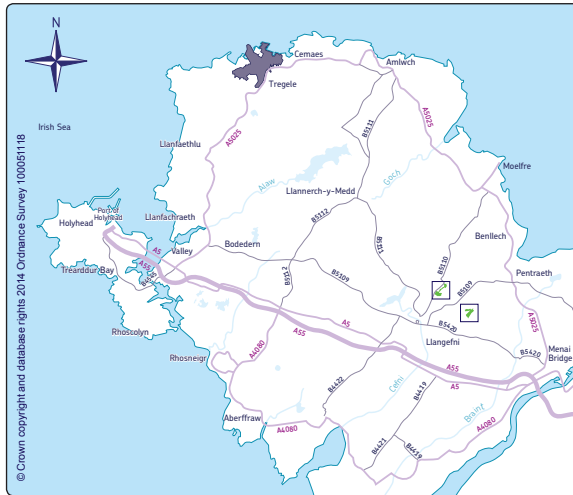 N
Cemaes
Amlwch
Tregele
A5025
A5025
Irish Sea
B5111
Llanfaethlu
Moelfre
Goch
Alaw
Llannerch-y-Medd
Port of
Holyhead
Llanfachraeth
B5112
Holyhead
B5111
Benllech
A5
Valley
Bodedern
B5110
A55
Pentraeth
Trearddur Bay
B4545
B5112
B5109
B5109
Rhoscolyn
A5
A55
B5420
A5025
Rhosneigr
A4080
Llangefni
B5420
Menai
Bridge
A55
A5
B4422
Cefni
B4419
Braint
Aberffraw
A4080
A4080
B4421
B4419
© Crown copyright and database rights 2014 Ordnance Survey 100051118